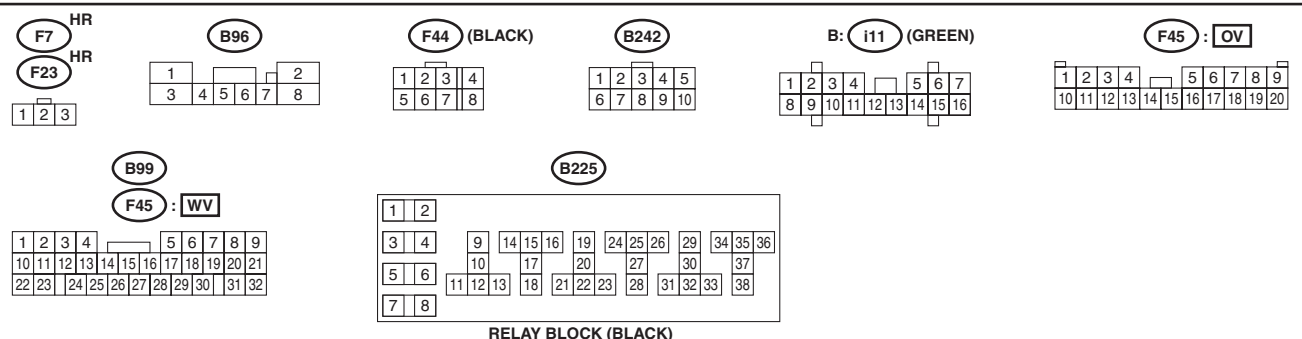 F7 HR
F23 HR
1 2 3
B96
1 2
3 4 5 6 7 8
F44 (BLACK)
1 2 3 4
5 6 7 8
B242
1 2 3 4 5
6 7 8 9 10
B: i11 (GREEN)
1 2 3 4 5 6 7
8 9 10 11 12 13 14 15 16
F45 : OV
1 2 3 4 5 6 7 8 9
10 11 12 13 14 15 16 17 18 19 20
B99
F45 : WV
1 2 3 4 5 6 7 8 9
10 11 12 13 14 15 16 17 18 19 20 21
22 23 24 25 26 27 28 29 30 31 32
B225
1 2
3 4 9 14 15 16 19 24 25 26 29 34 35 36
10 17 20 27 30 37
5 6 11 12 13 18 21 22 23 28 31 32 33 38
7 8
RELAY BLOCK (BLACK)